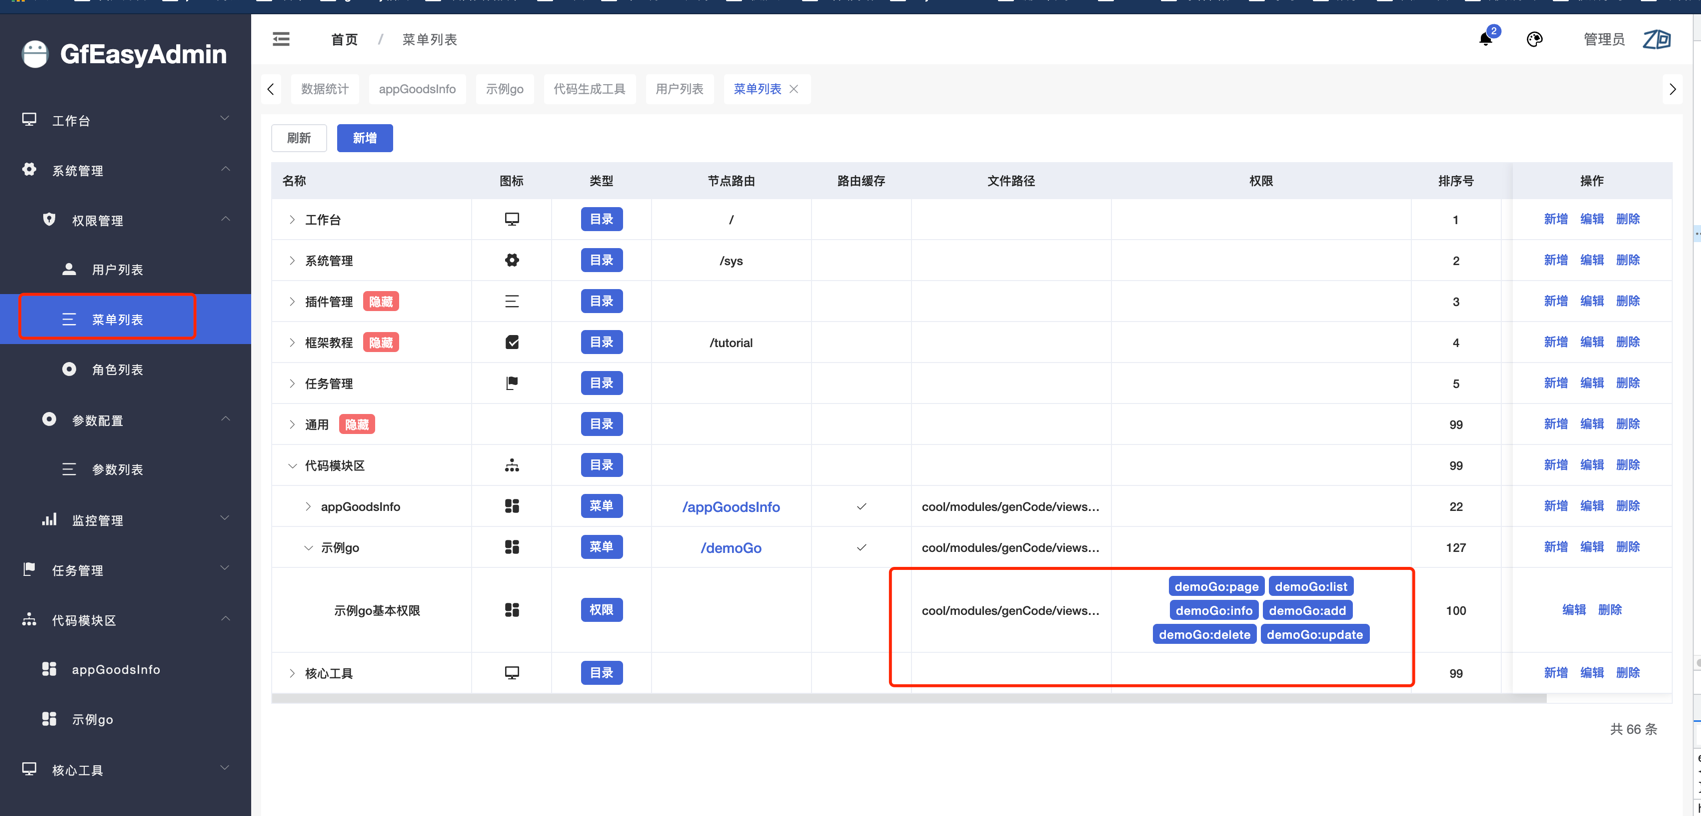 GfEasyAdmin
首页 / 菜单列表
2
管理员
数据统计 appGoodsInfo 示例go 代码生成工具 用户列表 菜单列表
工作台
系统管理
权限管理
用户列表
菜单列表
角色列表
参数配置
参数列表
监控管理
任务管理
代码模块区
appGoodsInfo
示例go
核心工具
刷新 新增
名称 图标 类型 节点路由 路由缓存 文件路径 权限 排序号 操作
工作台 目录 / 1 新增 编辑 删除
系统管理 目录 /sys 2 新增 编辑 删除
插件管理 隐藏 目录 3 新增 编辑 删除
框架教程 隐藏 目录 /tutorial 4 新增 编辑 删除
任务管理 目录 5 新增 编辑 删除
通用 隐藏 目录 99 新增 编辑 删除
代码模块区 目录 99 新增 编辑 删除
appGoodsInfo 菜单 /appGoodsInfo cool/modules/genCode/views... 22 新增 编辑 删除
示例go 菜单 /demoGo cool/modules/genCode/views... 127 新增 编辑 删除
示例go基本权限 权限 cool/modules/genCode/views... demoGo:page demoGo:list demoGo:info demoGo:add demoGo:delete demoGo:update 100 编辑 删除
核心工具 目录 99 新增 编辑 删除
共 66 条